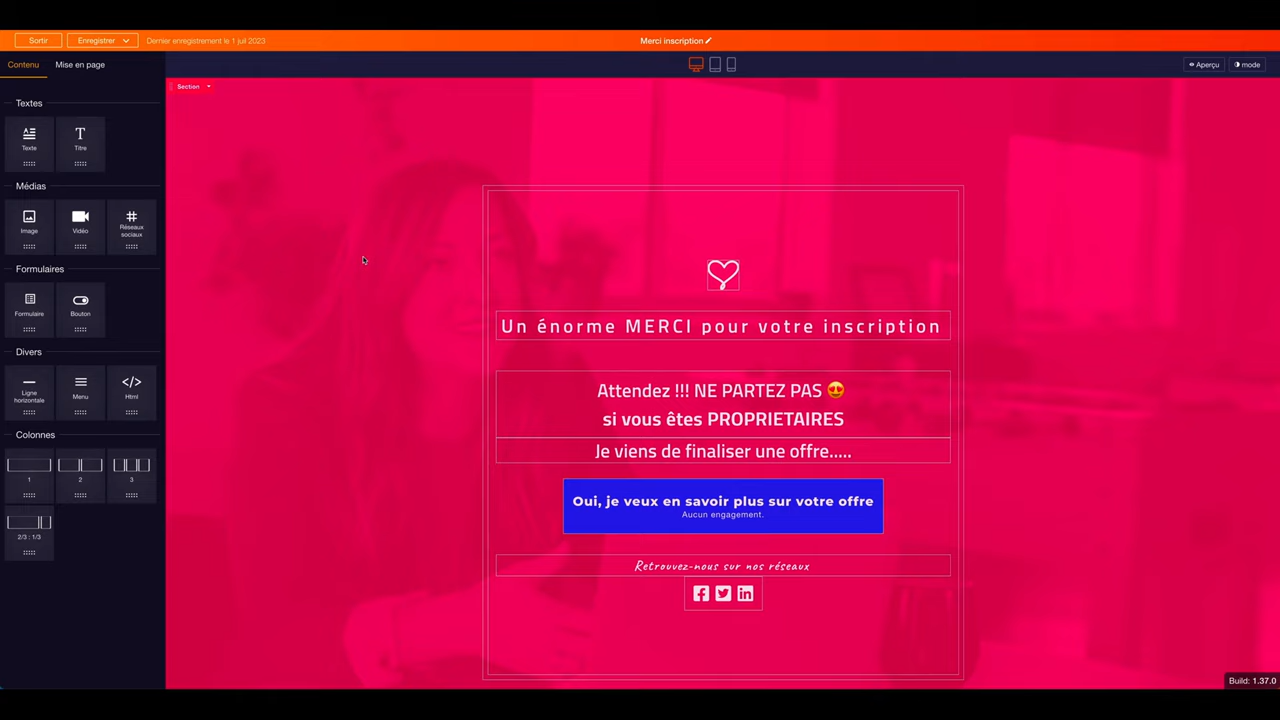 Sortir
Enregistrer
Dernier enregistrement le 1 juil 2023
Merci inscription
Contenu
Mise en page
Aperçu
mode
Section
Textes
Texte
Titre
Médias
Image
Vidéo
Réseaux
sociaux
Formulaires
Formulaire
Bouton
Divers
Ligne
horizontale
Menu
</>
Html
Colonnes
1
2
3
2/3 : 1/3
Un énorme MERCI pour votre inscription
Attendez !!! NE PARTEZ PAS 😍
si vous êtes PROPRIETAIRES
Je viens de finaliser une offre.....
Oui, je veux en savoir plus sur votre offre
Aucun engagement.
Retrouvez-nous sur nos réseaux
Build: 1.37.0